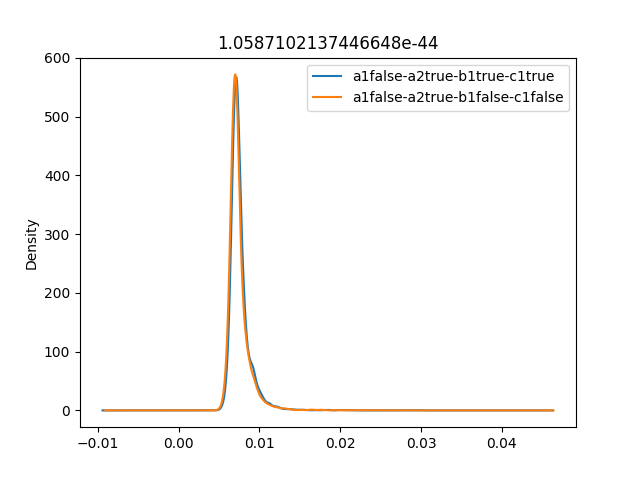 1.0587102137446648e-44
a1false-a2true-b1true-c1true
a1false-a2true-b1false-c1false
Density
600
500
400
300
200
100
0
−0.01 0.00 0.01 0.02 0.03 0.04